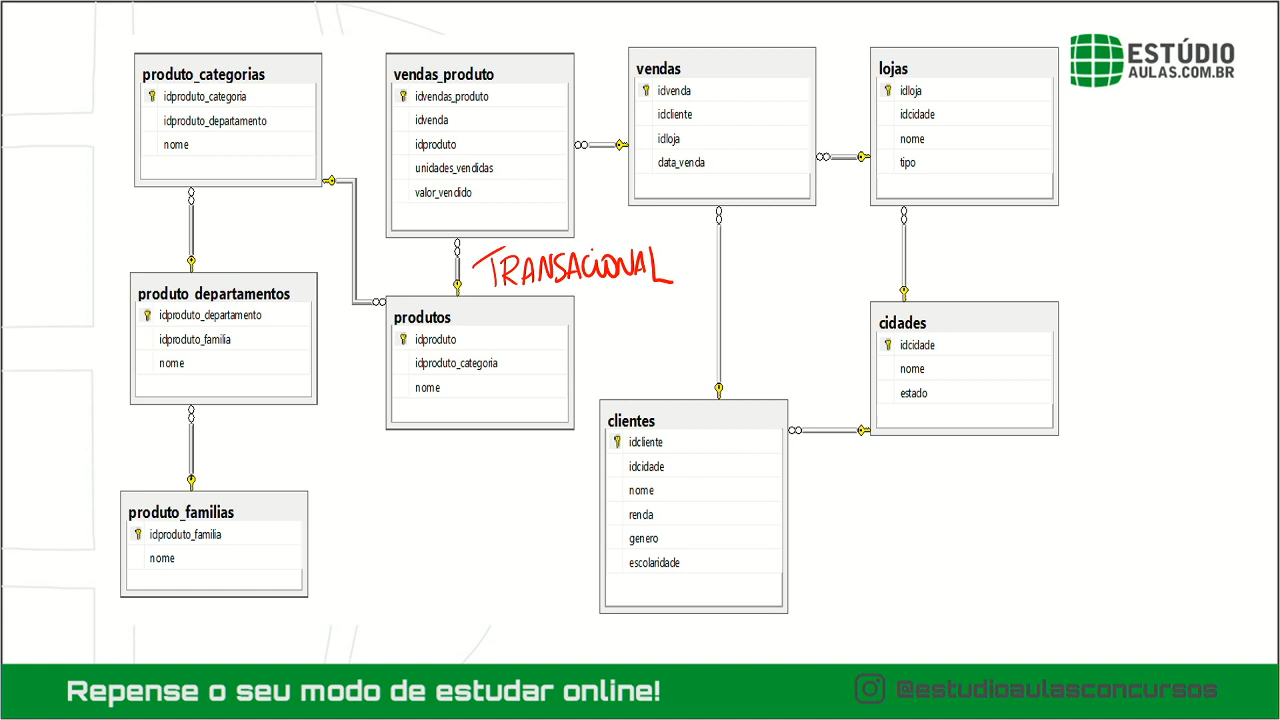 ESTÚDIO
AULAS.COM.BR
produto_categorias
idproduto_categoria
idproduto_departamento
nome
vendas_produto
idvendas_produto
idvenda
idproduto
unidades_vendidas
valor_vendido
vendas
idvenda
idcliente
idloja
data_venda
lojas
idloja
idcidade
nome
tipo
TRANSACIONAL
produto_departamentos
idproduto_departamento
idproduto_familia
nome
produtos
idproduto
idproduto_categoria
nome
cidades
idcidade
nome
estado
clientes
idcliente
idcidade
nome
renda
genero
escolaridade
produto_familias
idproduto_familia
nome
Repense o seu modo de estudar online!
@estudioaulasconcursos